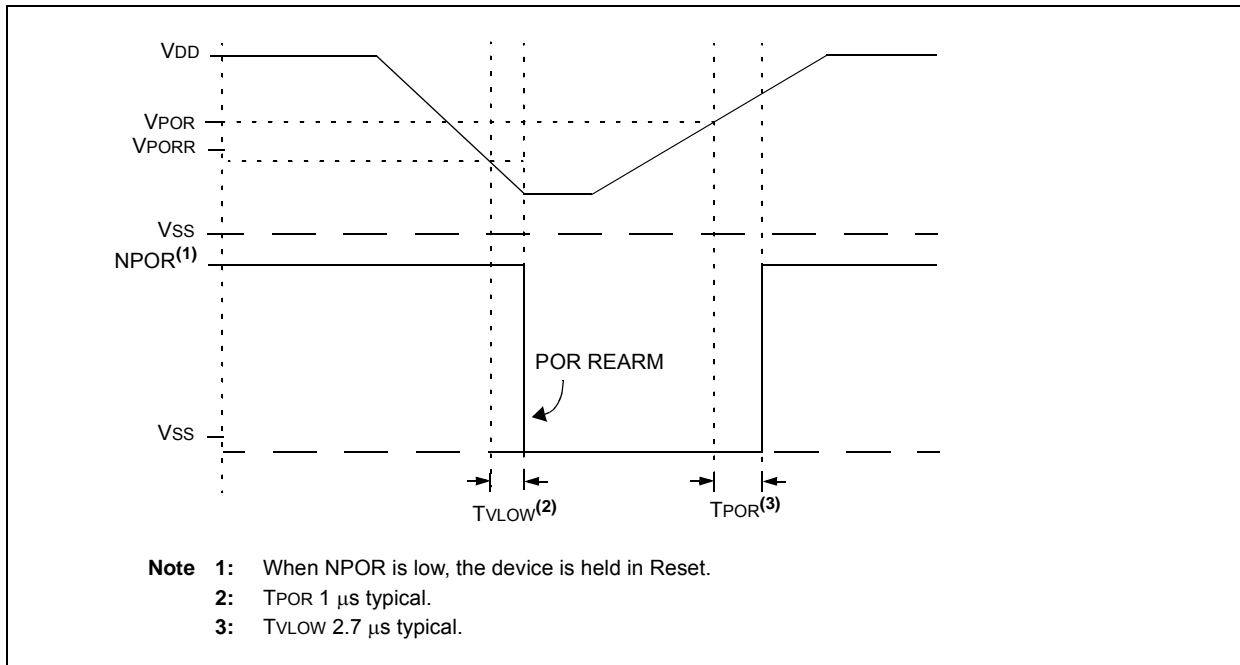 VDD
VPOR
VPORR
VSS
NPOR(1)
POR REARM
VSS
TVLOW(2)
TPOR(3)
Note 1: When NPOR is low, the device is held in Reset.
2: TPOR 1 μs typical.
3: TVLOW 2.7 μs typical.